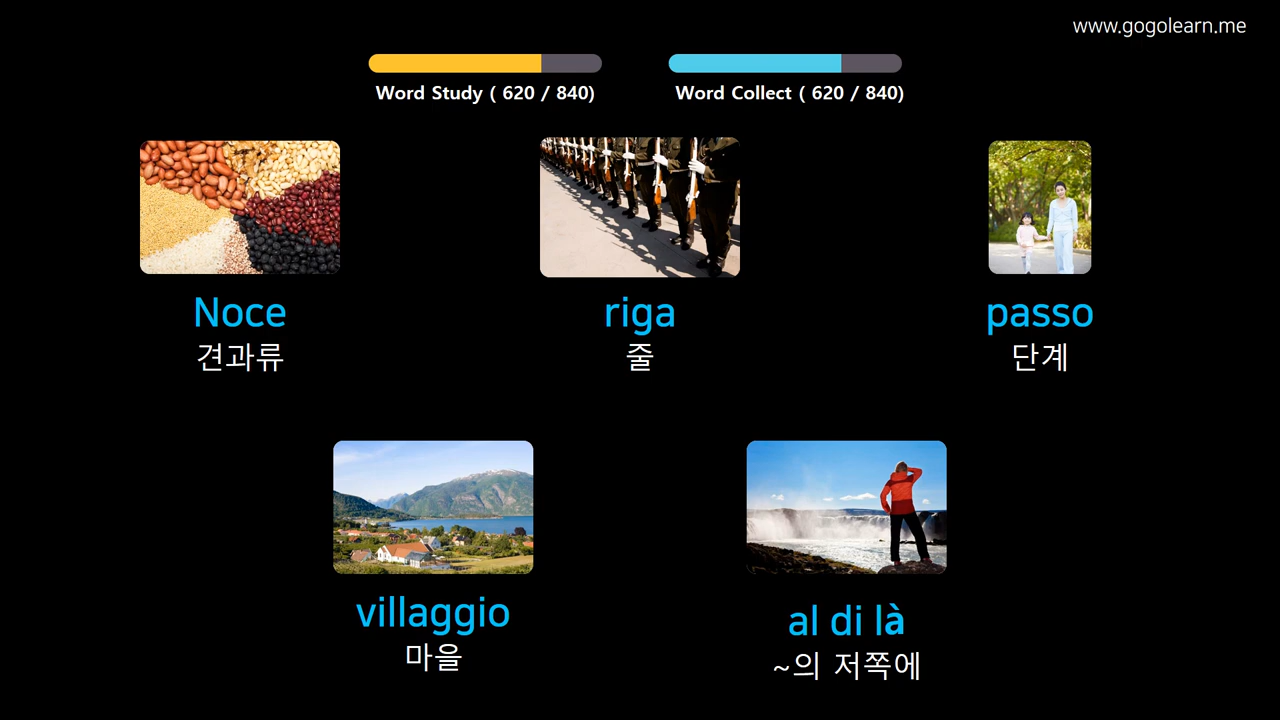 www.gogolearn.me
Word Study ( 620 / 840)
Word Collect ( 620 / 840)
Noce
견과류
riga
줄
passo
단계
villaggio
마을
al di là
~의 저쪽에